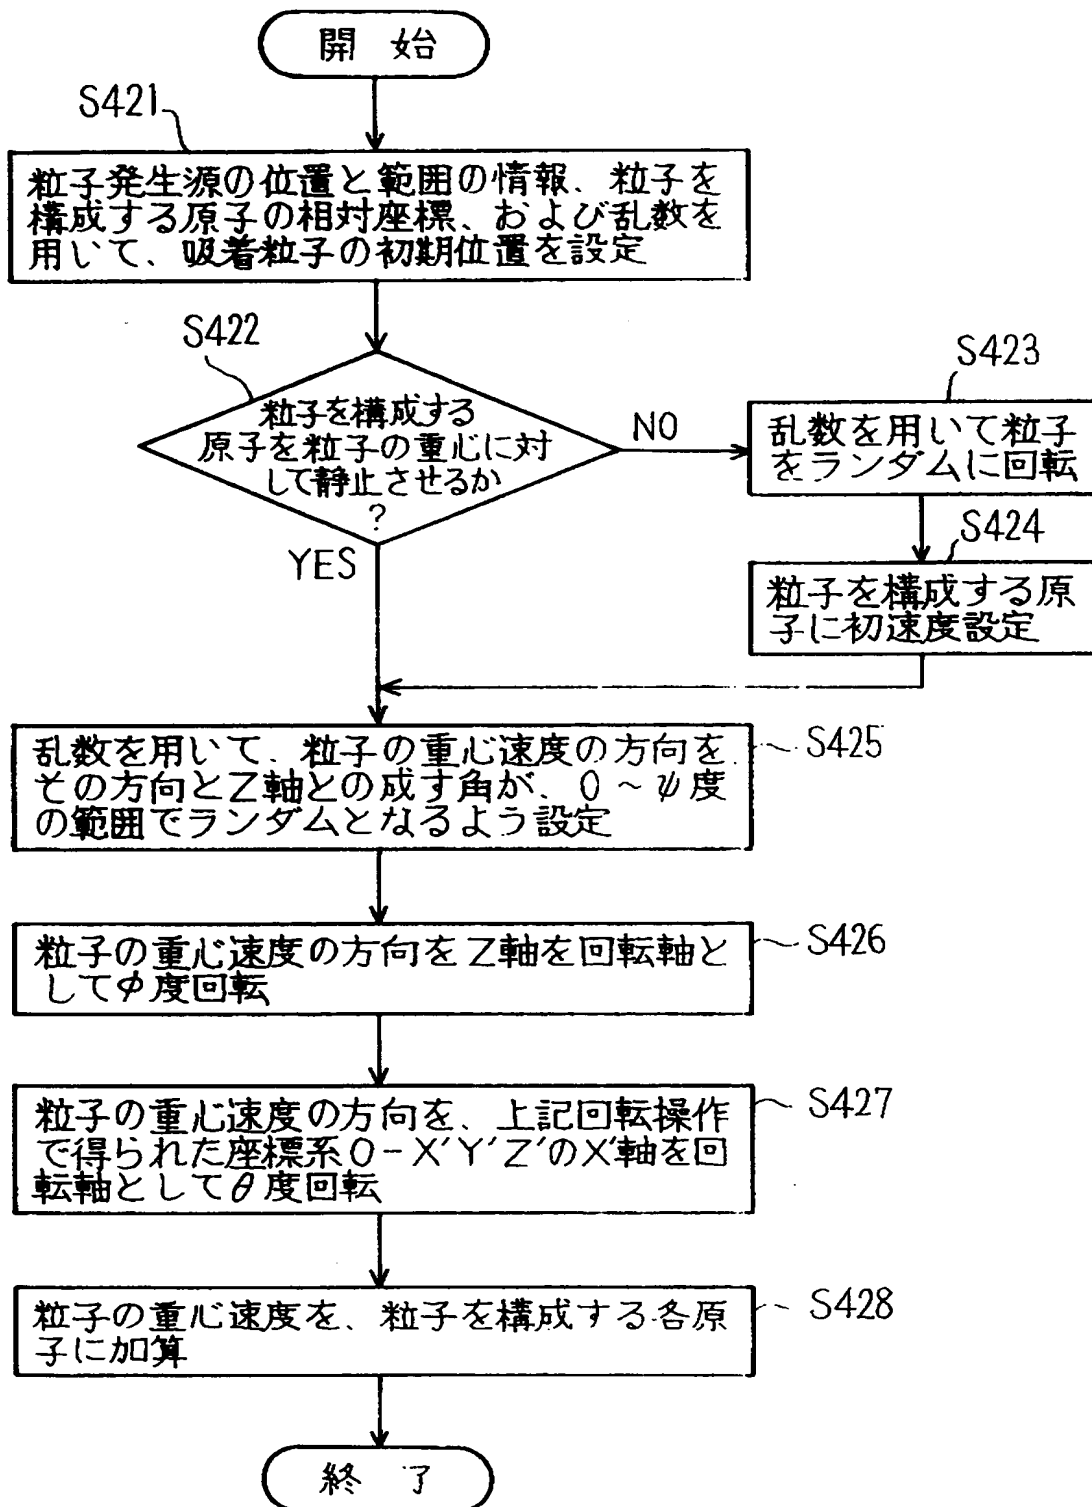 開 始
S421
粒子発生源の位置と範囲の情報、粒子を
構成する原子の相対座標、および乱数を
用いて、吸着粒子の初期位置を設定
S422
粒子を構成する
原子を粒子の重心に対
して静止させるか
?
NO
YES
S423
乱数を用いて粒子
をランダムに回転
S424
粒子を構成する原
子に初速度設定
S425
乱数を用いて、粒子の重心速度の方向を
その方向とZ軸との成す角が、0~ψ度
の範囲でランダムとなるよう設定
S426
粒子の重心速度の方向をZ軸を回転軸と
してφ度回転
S427
粒子の重心速度の方向を、上記回転操作
で得られた座標系O-X'Y'Z'のX'軸を回
転軸としてθ度回転
S428
粒子の重心速度を、粒子を構成する各原
子に加算
終 了